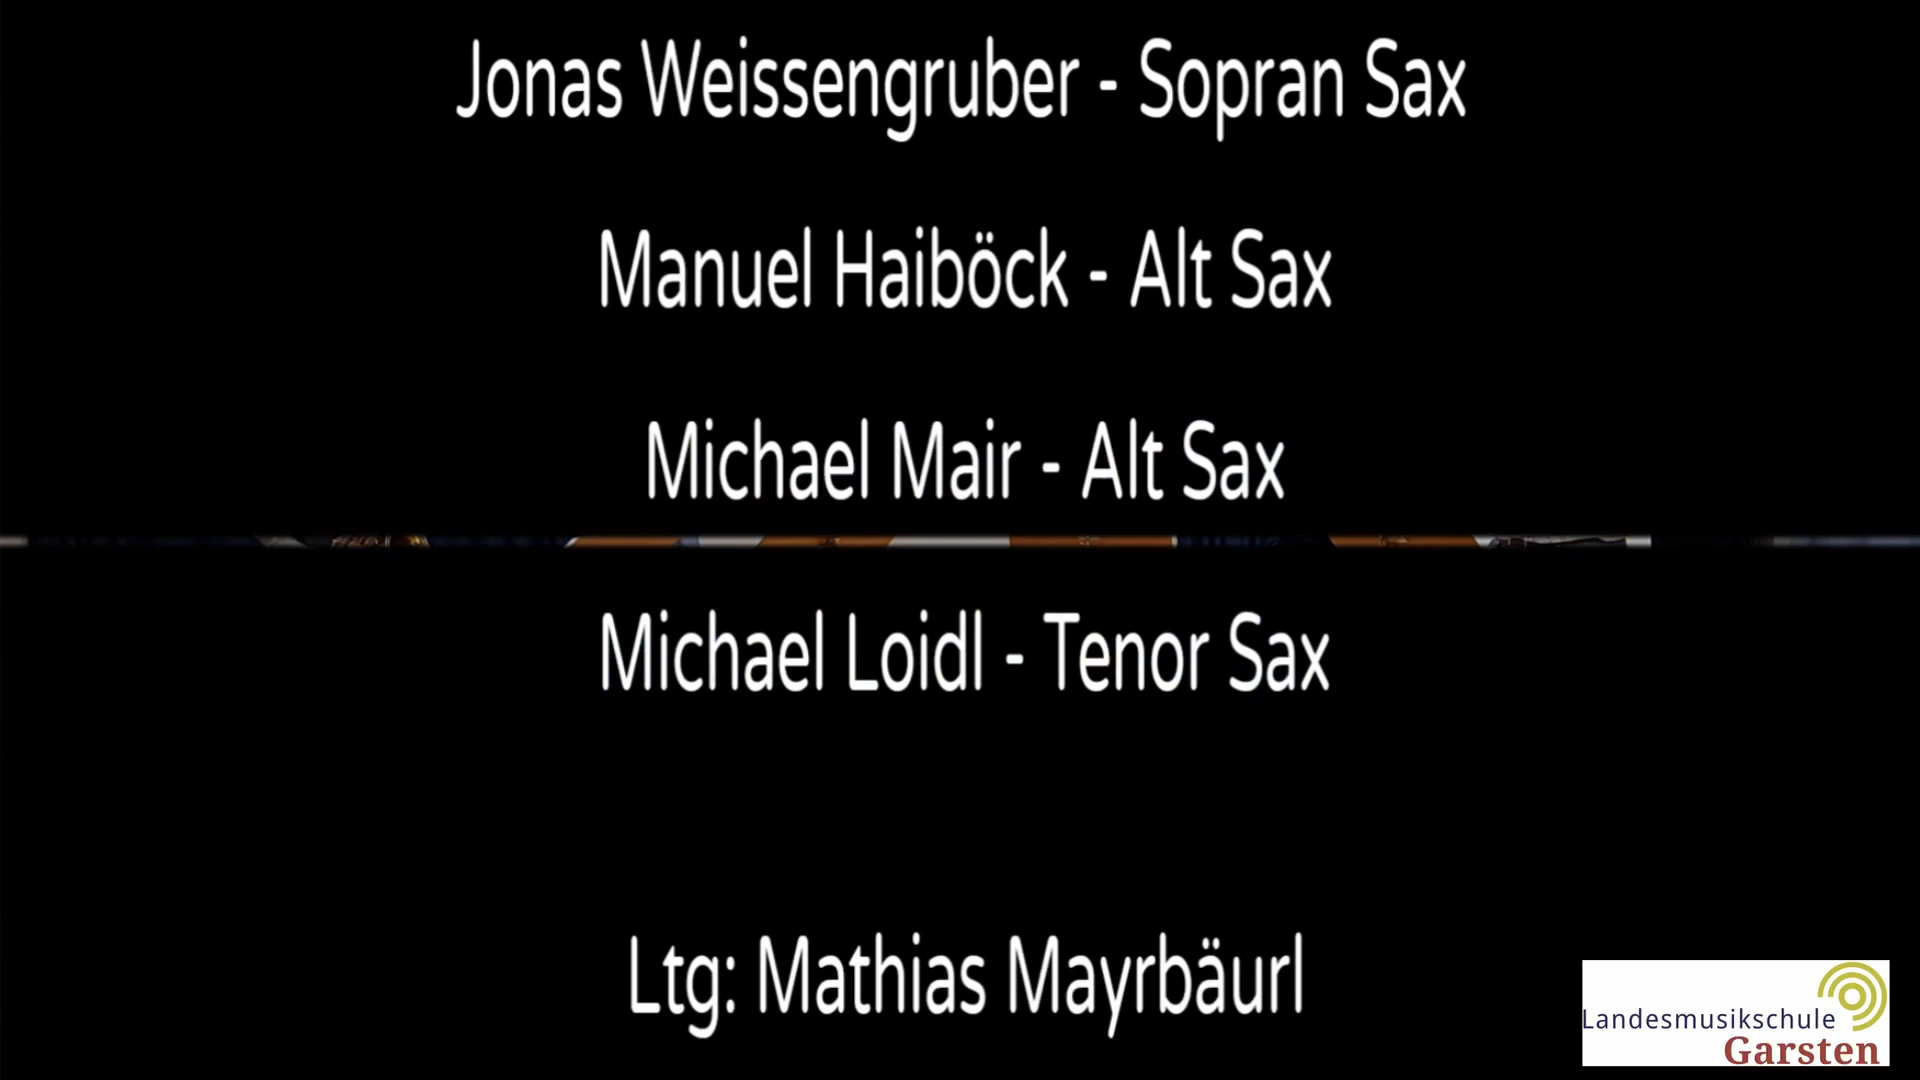 Jonas Weissengruber - Sopran Sax
Manuel Haiböck - Alt Sax
Michael Mair - Alt Sax
Michael Loidl - Tenor Sax
Ltg: Mathias Mayrbäurl
Landesmusikschule
Garsten